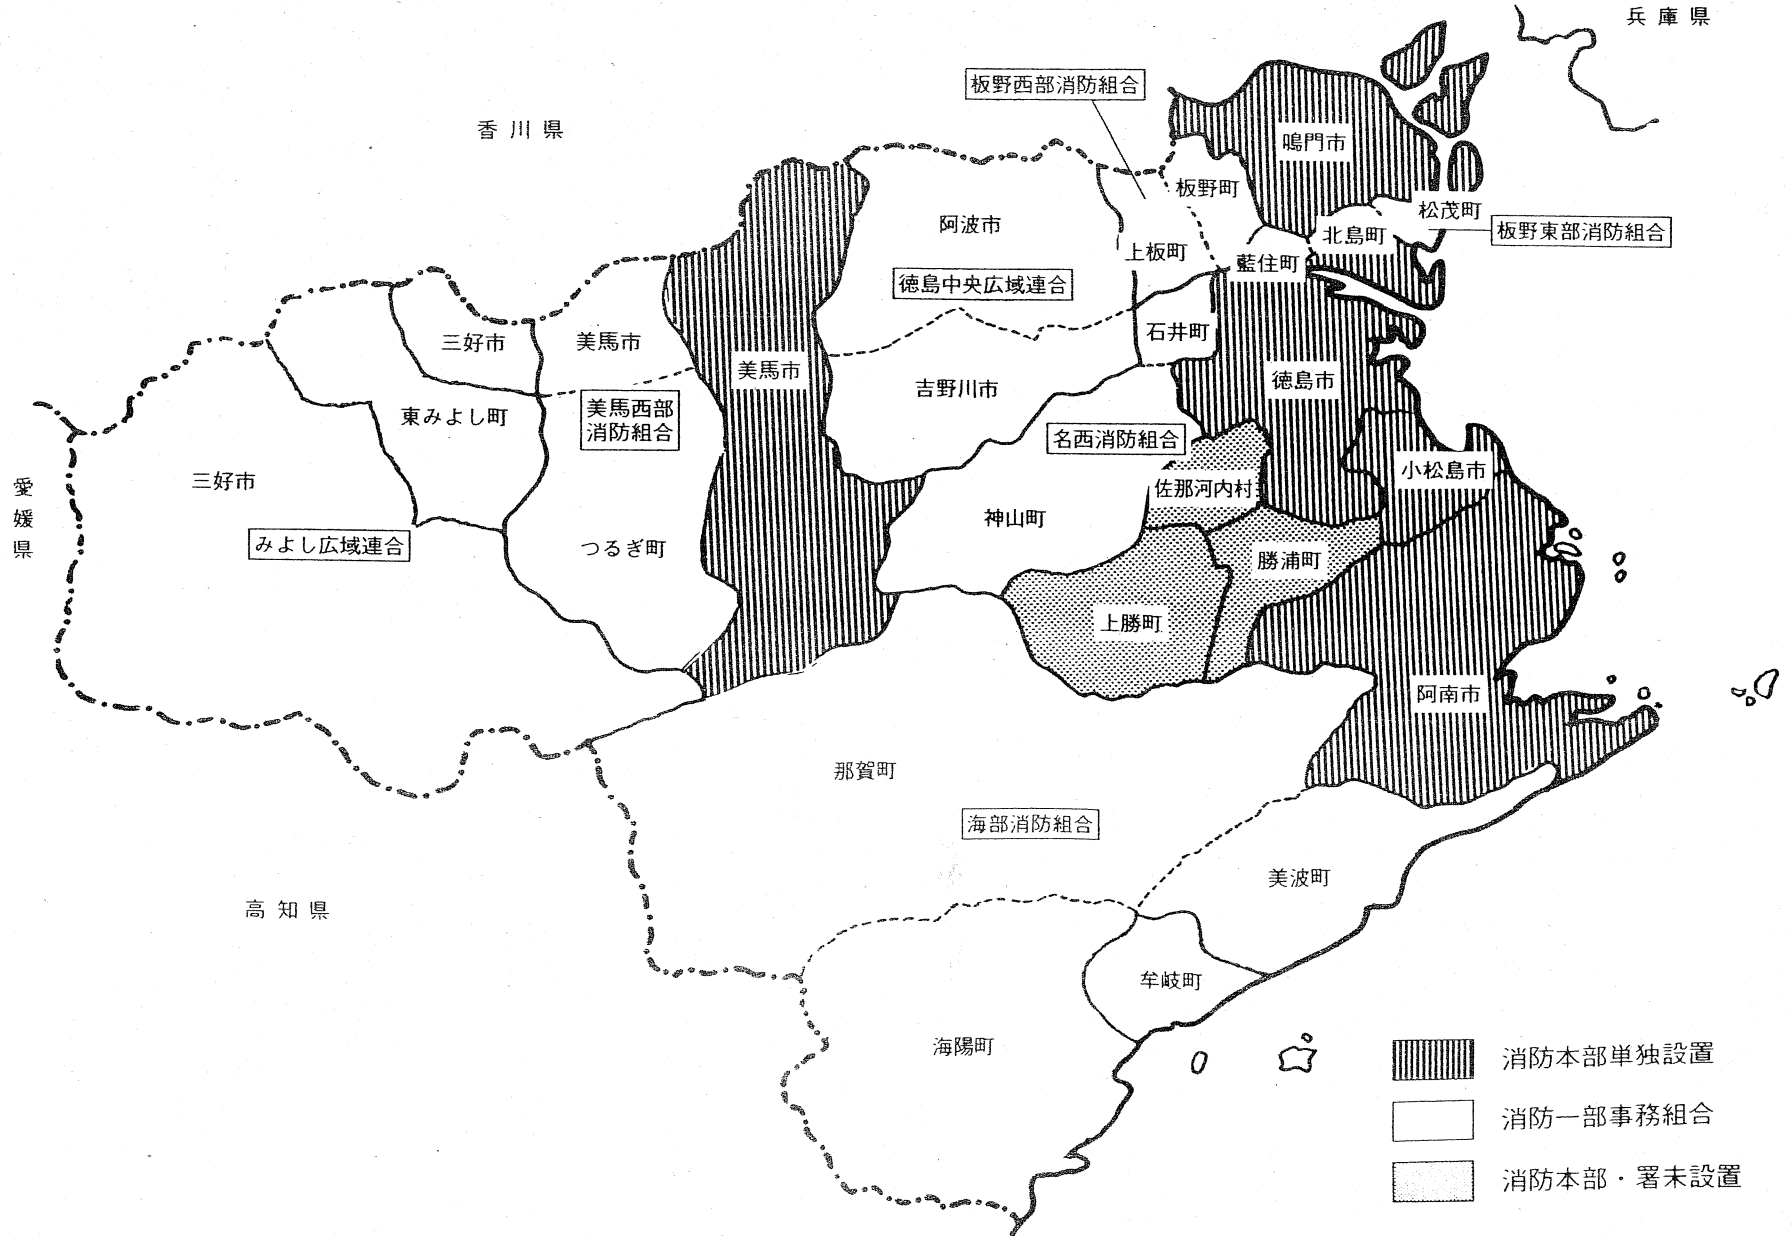 兵庫県
香川県
板野西部消防組合
鳴門市
板野町
松茂町
阿波市
北島町
板野東部消防組合
上板町
藍住町
徳島中央広域連合
石井町
三好市
美馬市
美馬市
徳島市
吉野川市
東みよし町
美馬西部
消防組合
名西消防組合
小松島市
三好市
佐那河内村
愛媛県
神山町
みよし広域連合
つるぎ町
勝浦町
上勝町
阿南市
那賀町
海部消防組合
美波町
高知県
牟岐町
海陽町
消防本部単独設置
消防一部事務組合
消防本部・署未設置